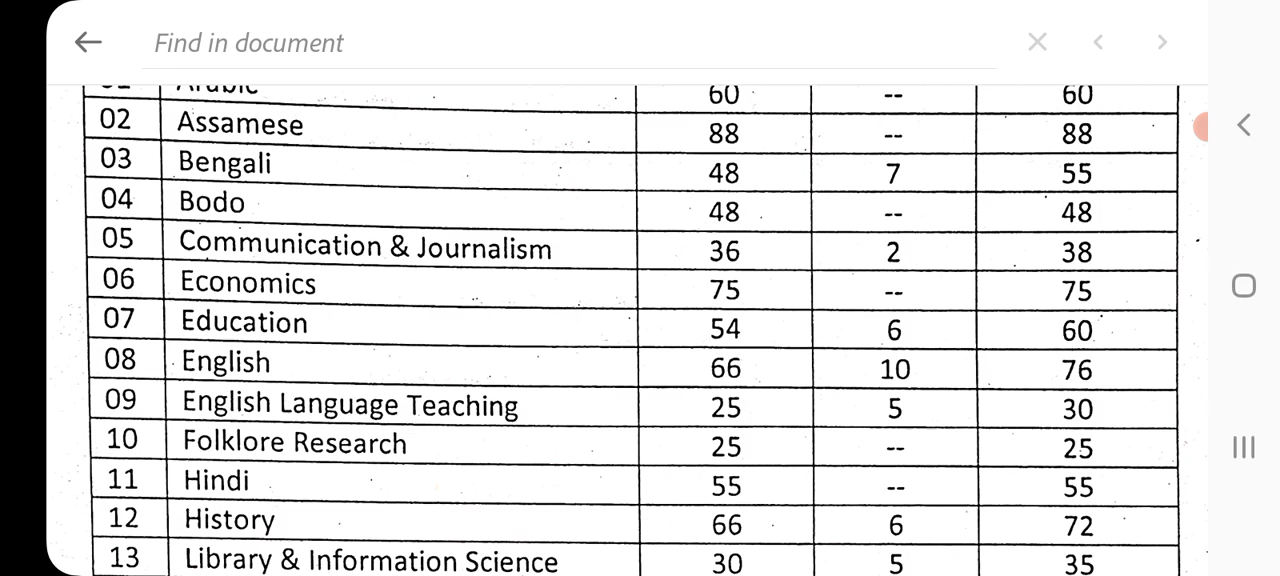 Find in document
01 Arabic 60 -- 60
02 Assamese 88 -- 88
03 Bengali 48 7 55
04 Bodo 48 -- 48
05 Communication & Journalism 36 2 38
06 Economics 75 -- 75
07 Education 54 6 60
08 English 66 10 76
09 English Language Teaching 25 5 30
10 Folklore Research 25 -- 25
11 Hindi 55 -- 55
12 History 66 6 72
13 Library & Information Science 30 5 35